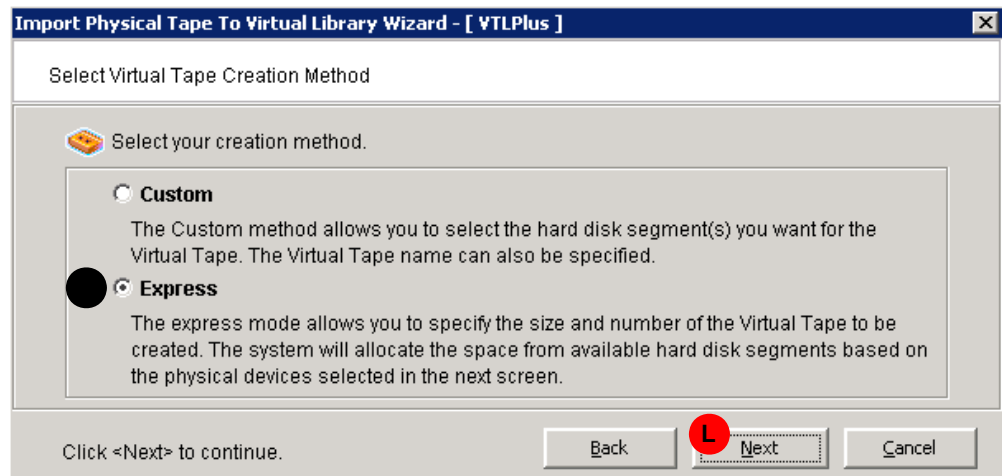 Import Physical Tape To Virtual Library Wizard - [ VTLPlus ]
Select Virtual Tape Creation Method
Select your creation method.
Custom
The Custom method allows you to select the hard disk segment(s) you want for the
Virtual Tape. The Virtual Tape name can also be specified.
Express
The express mode allows you to specify the size and number of the Virtual Tape to be
created. The system will allocate the space from available hard disk segments based on
the physical devices selected in the next screen.
Click <Next> to continue.
Back
L
Next
Cancel